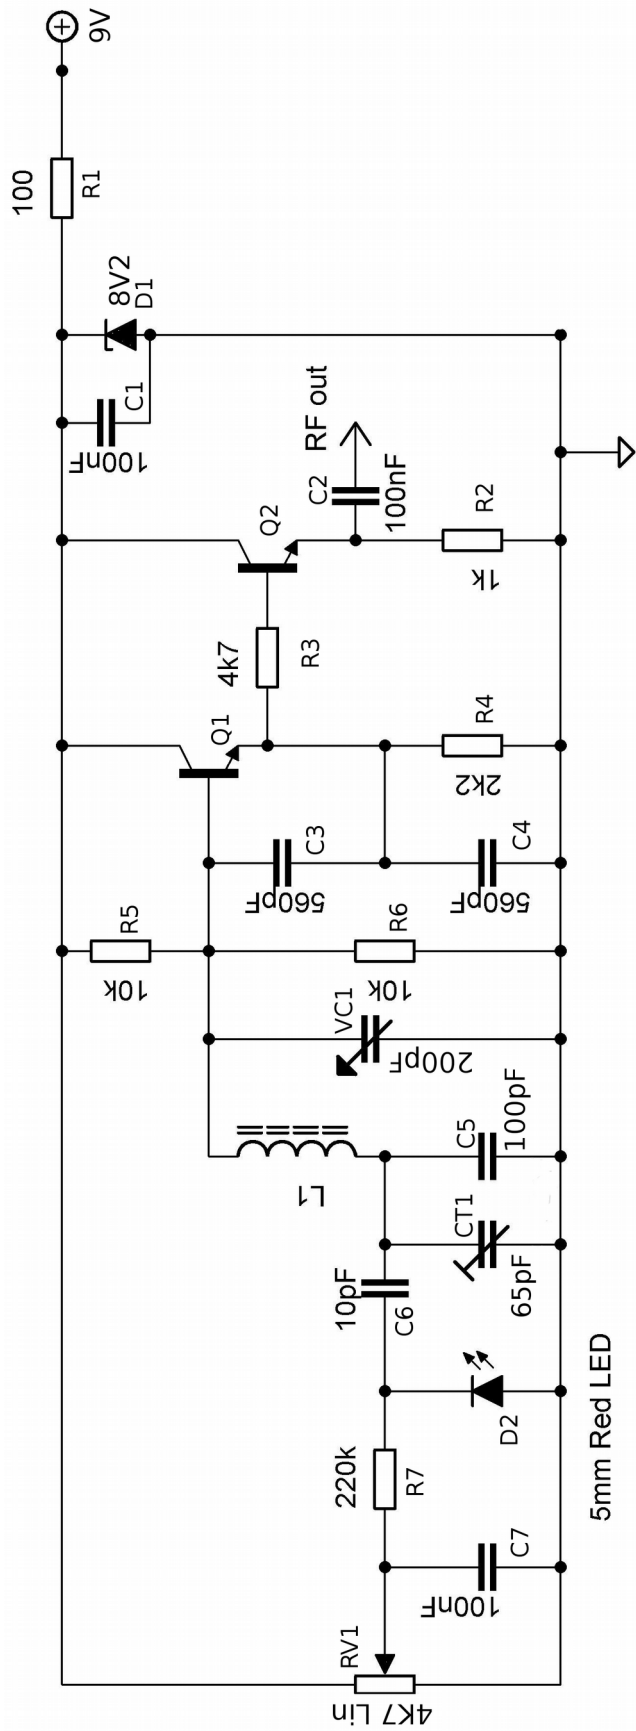 9V
100
R1
8V2
D1
C1
100nF
RF out
C2
100nF
Q2
R2
1k
4k7
R3
Q1
R4
2k2
C3
560pF
C4
560pF
R5
10k
R6
10k
VC1
200pF
L1
C5
100pF
CT1
65pF
10pF
C6
D2
5mm Red LED
220k
R7
C7
100nF
RV1
4K7 Lin